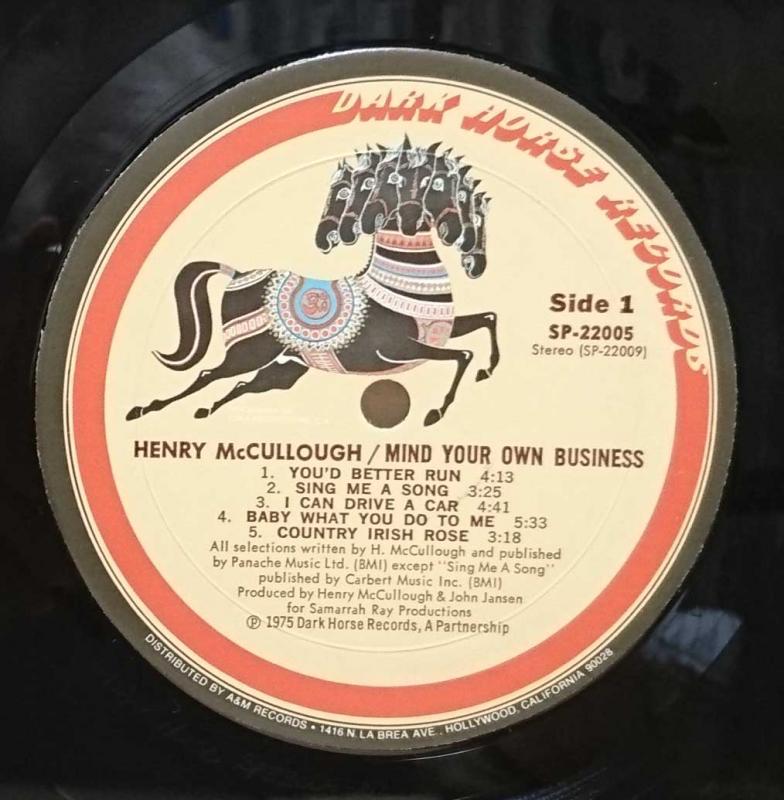 DARK HORSE RECORDS
Side 1
SP-22005
Stereo (SP-22009)
HENRY McCULLOUGH / MIND YOUR OWN BUSINESS
1. YOU'D BETTER RUN 4:13
2. SING ME A SONG 3:25
3. I CAN DRIVE A CAR 4:41
4. BABY WHAT YOU DO TO ME 5:33
5. COUNTRY IRISH ROSE 3:18
All selections written by H. McCullough and published
by Panache Music Ltd. (BMI) except "Sing Me A Song"
published by Carbert Music Inc. (BMI)
Produced by Henry McCullough & John Jansen
for Samarrah Ray Productions
℗ 1975 Dark Horse Records, A Partnership
DISTRIBUTED BY A&M RECORDS • 1416 N. LA BREA AVE., HOLLYWOOD, CALIFORNIA 90028